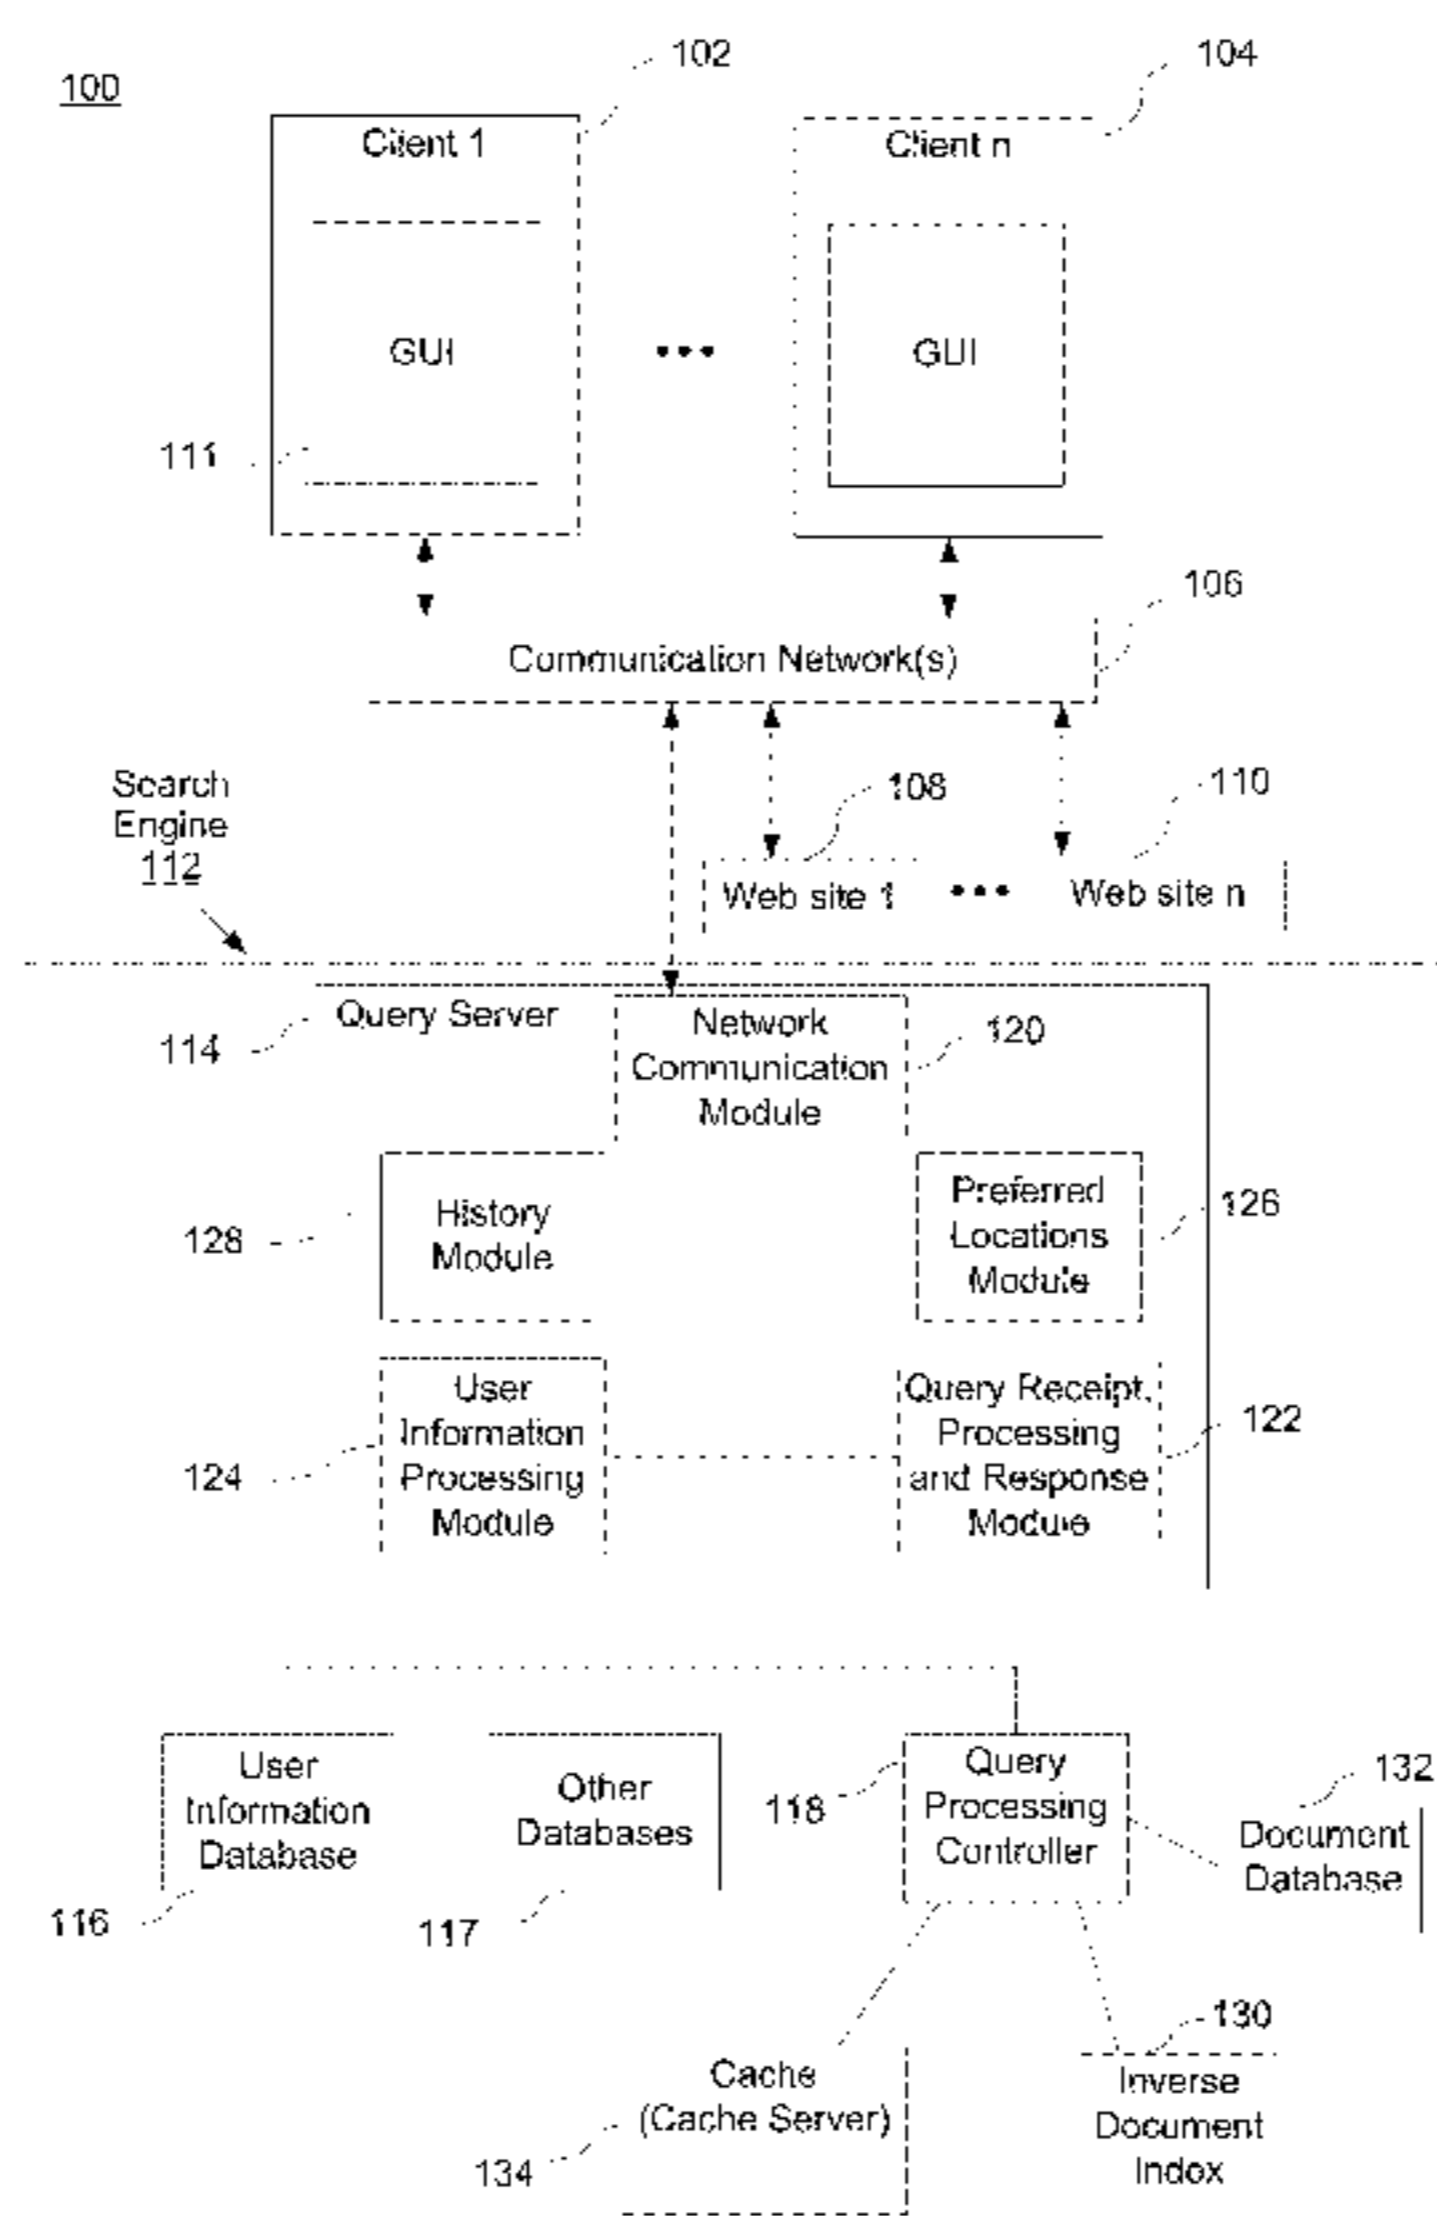 100
102
104
Client 1
Client n
GUI
•••
GUI
111
106
Communication Network(s)
Search
Engine
112
108
110
Web site 1
•••
Web site n
Query Server
114
Network
Communication
Module
120
History
Module
128
Preferred
Locations
Module
126
User
Information
Processing
Module
124
Query Receipt,
Processing
and Response
Module
122
User
Information
Database
116
Other
Databases
117
Query
Processing
Controller
118
132
Document
Database
130
Cache
(Cache Server)
134
Inverse
Document
Index